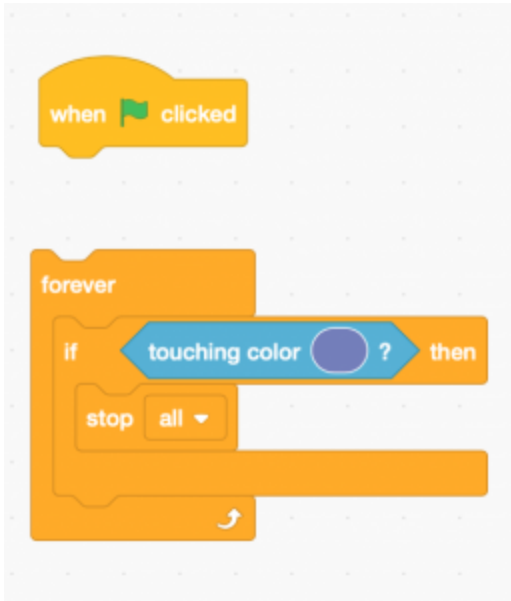 when clicked
forever
if touching color ? then
stop all